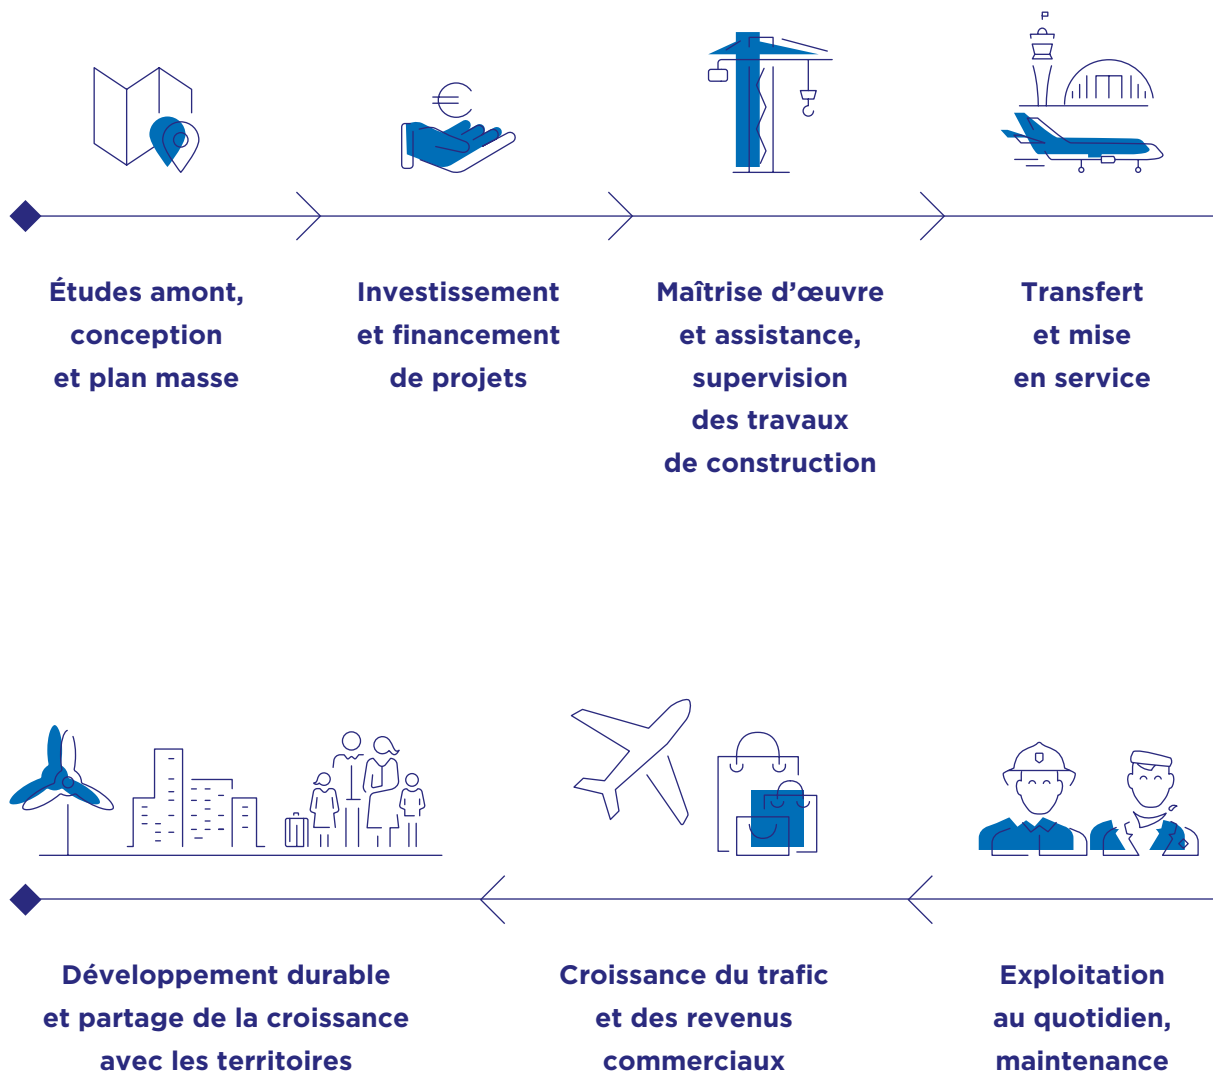 Études amont,
conception
et plan masse
Investissement
et financement
de projets
Maîtrise d’œuvre
et assistance,
supervision
des travaux
de construction
Transfert
et mise
en service
Développement durable
et partage de la croissance
avec les territoires
Croissance du trafic
et des revenus
commerciaux
Exploitation
au quotidien,
maintenance